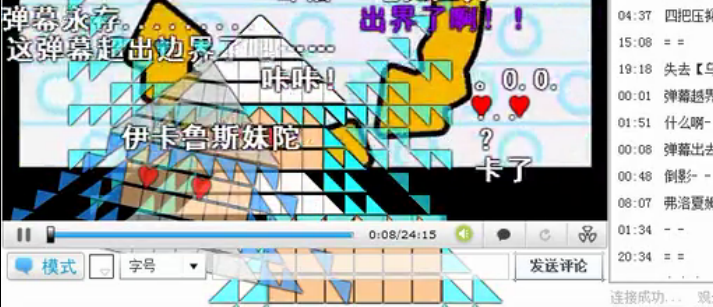 弹幕永存........
出界了啊！！
这弹幕超出边界了吧……
咔咔！
。0.0.
伊卡鲁斯妹陀
?
卡了
0:08/24:15
模式
字号
发送评论
04:37 四把压
15:08 = =
19:18 失去【乌
00:01 弹幕越界
01:51 什么啊-
00:08 弹幕出去
00:48 倒影- -
08:07 弗洛夏姆
01:34 - -
20:34 = =
连接成功...